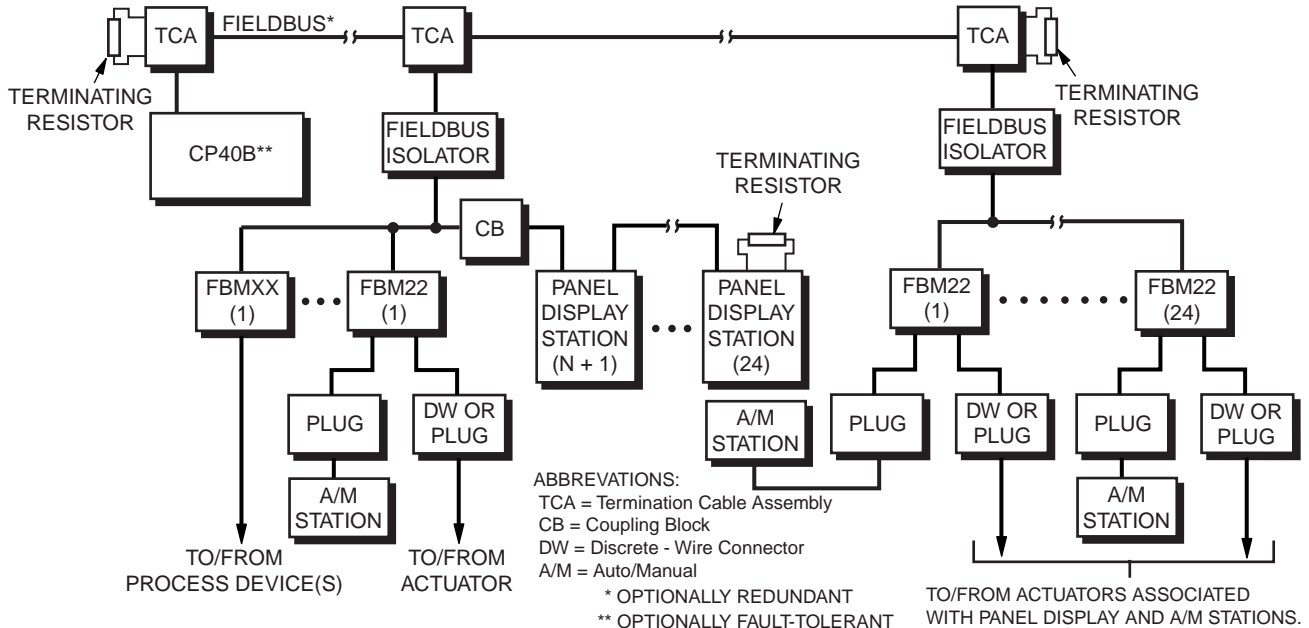 TCA
FIELDBUS*
TCA
TCA
TERMINATING
RESISTOR
TERMINATING
RESISTOR
CP40B**
FIELDBUS
ISOLATOR
FIELDBUS
ISOLATOR
TERMINATING
RESISTOR
CB
FBMXX
(1)
FBM22
(1)
PANEL
DISPLAY
STATION
(N + 1)
PANEL
DISPLAY
STATION
(24)
FBM22
(1)
FBM22
(24)
PLUG
DW OR
PLUG
A/M
STATION
PLUG
DW OR
PLUG
PLUG
DW OR
PLUG
A/M
STATION
A/M
STATION
TO/FROM
PROCESS DEVICE(S)
TO/FROM
ACTUATOR
ABBREVATIONS:
TCA = Termination Cable Assembly
CB = Coupling Block
DW = Discrete - Wire Connector
A/M = Auto/Manual
* OPTIONALLY REDUNDANT
** OPTIONALLY FAULT-TOLERANT
TO/FROM ACTUATORS ASSOCIATED
WITH PANEL DISPLAY AND A/M STATIONS.